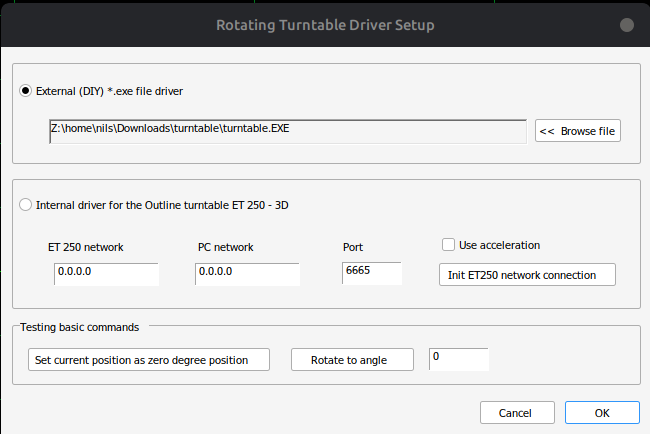 Rotating Turntable Driver Setup
External (DIY) *.exe file driver
Z:\home\nils\Downloads\turntable\turntable.EXE
<< Browse file
Internal driver for the Outline turntable ET 250 - 3D
ET 250 network PC network Port Use acceleration
0.0.0.0 0.0.0.0 6665 Init ET250 network connection
Testing basic commands
Set current position as zero degree position Rotate to angle 0
Cancel OK